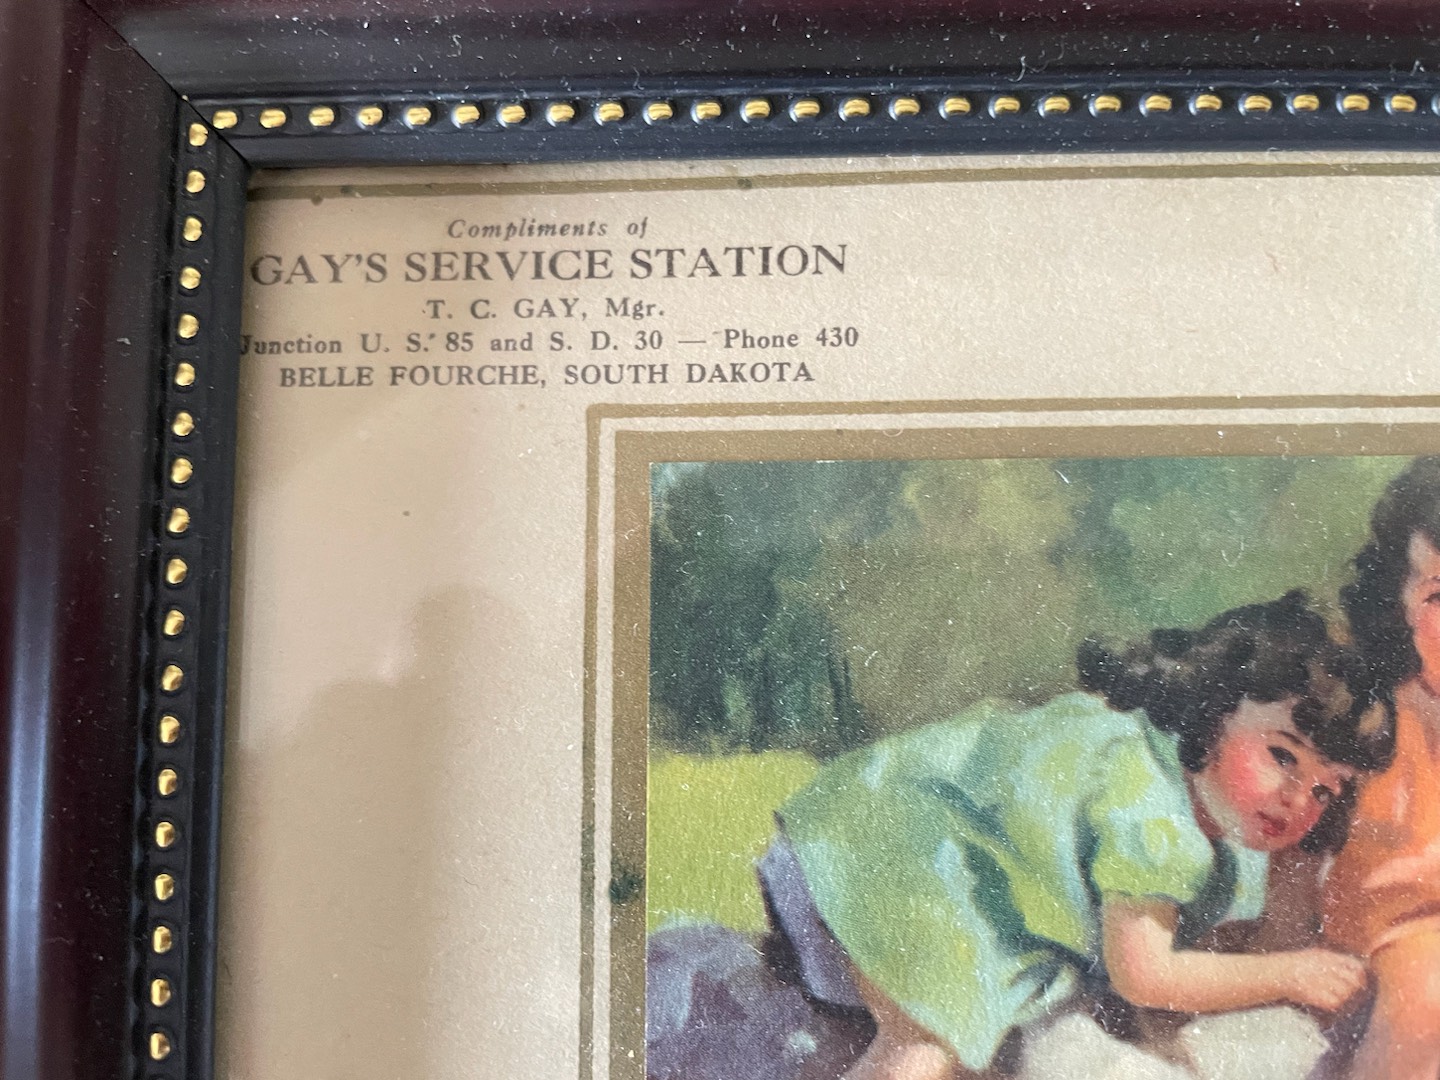 Compliments of
GAY'S SERVICE STATION
T. C. GAY, Mgr.
Junction U. S. 85 and S. D. 30 — Phone 430
BELLE FOURCHE, SOUTH DAKOTA